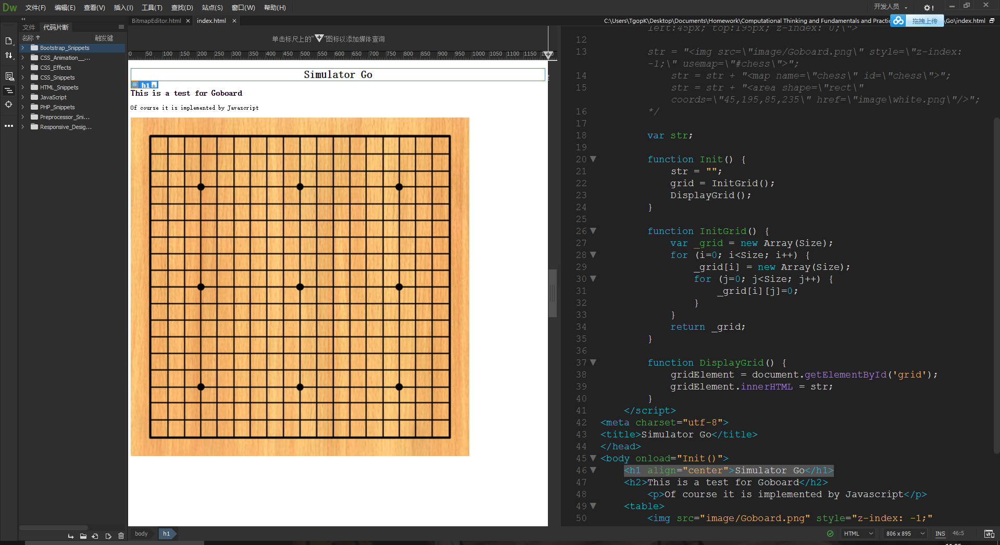 Dw 文件(F) 编辑(E) 查看(V) 插入(I) 工具(T) 查找(D) 站点(S) 窗口(W) 帮助(H) 开发人员
文件 代码片断
名称 触发键
Bootstrap_Snippets
CSS_Animation__...
CSS_Effects
CSS_Snippets
HTML_Snippets
JavaScript
PHP_Snippets
Preprocessor_Sni...
Responsive_Desig...
BitmapEditor.html × index.html ×
C:\Users\TgopK\Desktop\Documents\Homework\Computational Thinking and Fundamentals and Practic
拖拽上传
\Go\index.html
单击标尺上的"+"图标以添加媒体查询
0 50 100 150 200 250 300 350 400 450 500 550 600 650 700 750 800 850 900 950 1000 1050 1100 1150
Simulator Go
h1 +
This is a test for Goboard
Of course it is implemented by Javascript
left:45px; top:195px; z-index: 0;\">
12
13 str = "<img src=\"image/Goboard.png\" style=\"z-index:
-1;\" usemap=\"#chess\">";
14 str = str + "<map name=\"chess\" id=\"chess\">";
15 str = str + "<area shape=\"rect\"
coords=\"45,195,85,235\" href=\"image\white.png\"/>";
16 */
17
18 var str;
19
20 function Init() {
21 str = "";
22 grid = InitGrid();
23 DisplayGrid();
24 }
25
26 function InitGrid() {
27 var _grid = new Array(Size);
28 for (i=0; i<Size; i++) {
29 _grid[i] = new Array(Size);
30 for (j=0; j<Size; j++) {
31 _grid[i][j]=0;
32 }
33 }
34 return _grid;
35 }
36
37 function DisplayGrid() {
38 gridElement = document.getElementById('grid');
39 gridElement.innerHTML = str;
40 }
41 </script>
42 <meta charset="utf-8">
43 <title>Simulator Go</title>
44 </head>
45 <body onload="Init()">
46 <h1 align="center">Simulator Go</h1>
47 <h2>This is a test for Goboard</h2>
48 <p>Of course it is implemented by Javascript</p>
49 <table>
50 <img src="image/Goboard.png" style="z-index: -1;"
body h1
HTML 806 x 895 INS 46:5